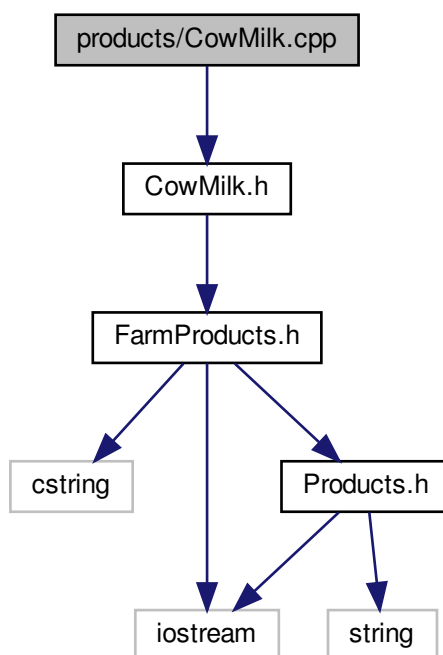 products/CowMilk.cpp
CowMilk.h
FarmProducts.h
cstring
Products.h
iostream
string